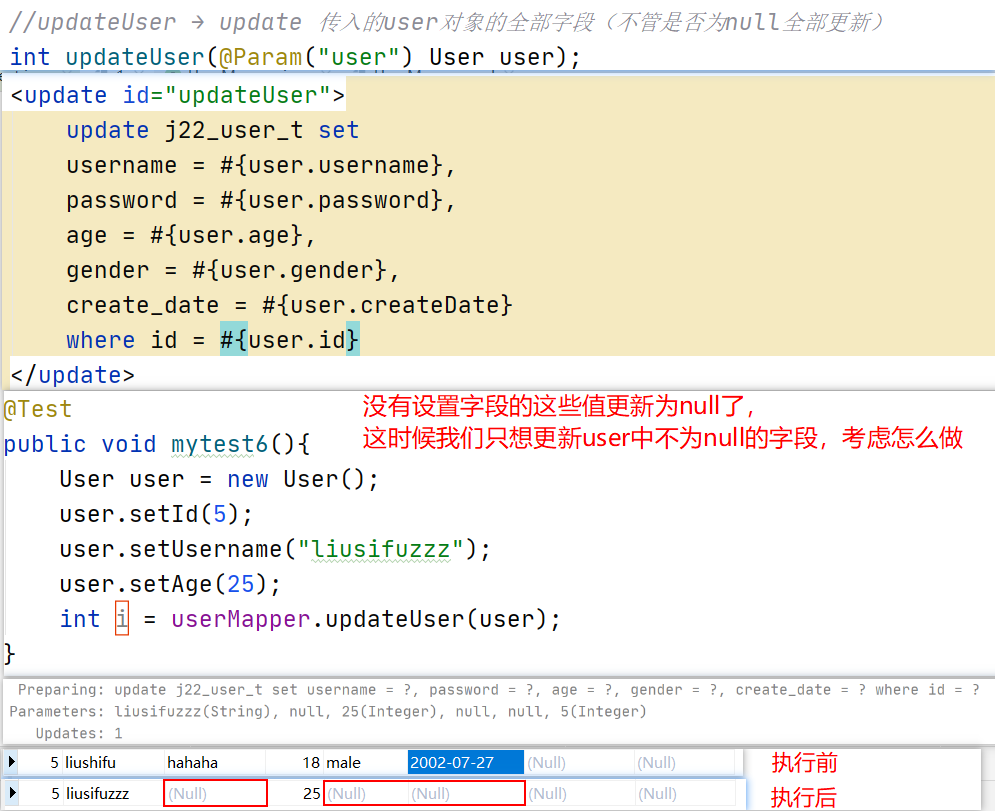 //updateUser → update 传入的user对象的全部字段（不管是否为null全部更新）
int updateUser(@Param("user") User user);
<update id="updateUser">
update j22_user_t set
username = #{user.username},
password = #{user.password},
age = #{user.age},
gender = #{user.gender},
create_date = #{user.createDate}
where id = #{user.id}
</update>
@Test
没有设置字段的这些值更新为null了，
public void mytest6(){
这时候我们只想更新user中不为null的字段，考虑怎么做
User user = new User();
user.setId(5);
user.setUsername("liusifuzzz");
user.setAge(25);
int i = userMapper.updateUser(user);
}
Preparing: update j22_user_t set username = ?, password = ?, age = ?, gender = ?, create_date = ? where id = ?
Parameters: liusifuzzz(String), null, 25(Integer), null, null, 5(Integer)
Updates: 1
5 liushifu hahaha 18 male 2002-07-27 (Null) (Null) 执行前
5 liusifuzzz (Null) 25 (Null) (Null) (Null) (Null) 执行后